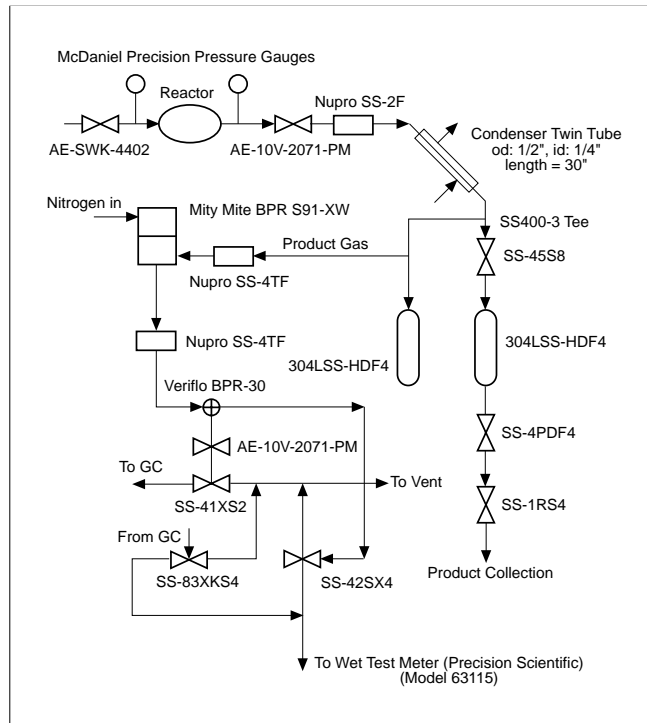 McDaniel Precision Pressure Gauges
Reactor
Nupro SS-2F
AE-SWK-4402
AE-10V-2071-PM
Condenser Twin Tube
od: 1/2", id: 1/4"
length = 30"
Nitrogen in
Mity Mite BPR S91-XW
SS400-3 Tee
Product Gas
SS-45S8
Nupro SS-4TF
Nupro SS-4TF
304LSS-HDF4
304LSS-HDF4
Veriflo BPR-30
SS-4PDF4
AE-10V-2071-PM
To GC
To Vent
SS-41XS2
SS-1RS4
From GC
SS-83XKS4
SS-42SX4
Product Collection
To Wet Test Meter (Precision Scientific)
(Model 63115)